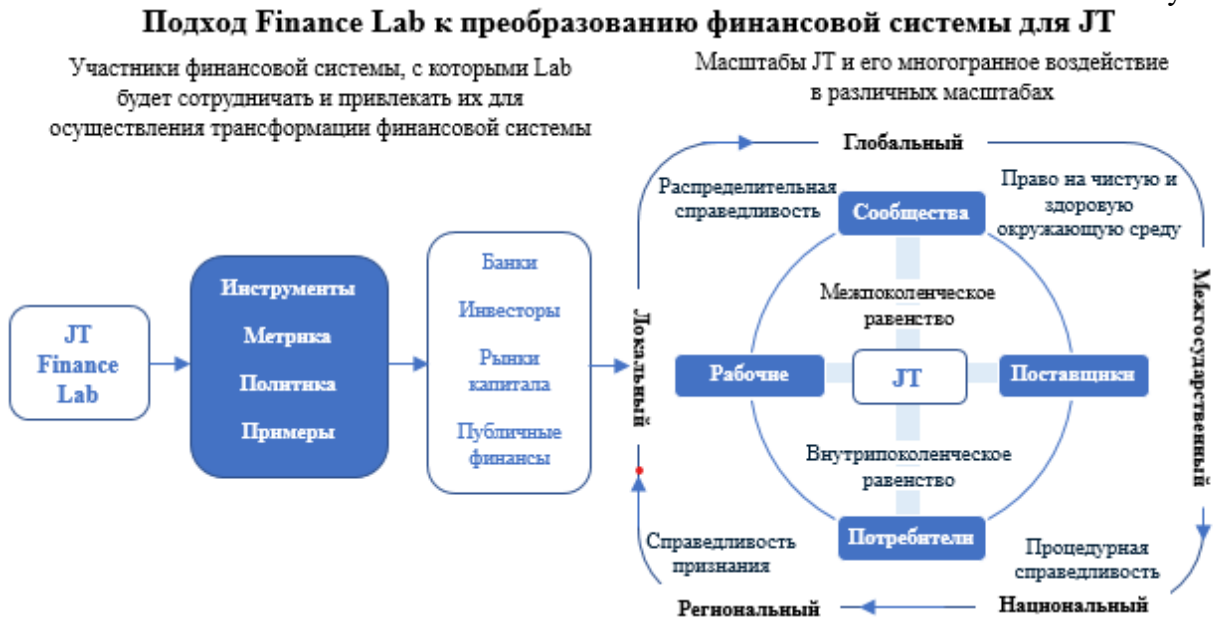 Подход Finance Lab к преобразованию финансовой системы для JT
Участники финансовой системы, с которыми Lab
будет сотрудничать и привлекать их для
осуществления трансформации финансовой системы
Масштабы JT и его многогранное воздействие
в различных масштабах
JT
Finance
Lab
Инструменты
Метрика
Политика
Примеры
Банки
Инвесторы
Рынки
капитала
Публичные
финансы
Локальный
Глобальный
Межгосударственный
Национальный
Региональный
Распределительная
справедливость
Право на чистую и
здоровую
окружающую среду
Сообщества
Межпоколенческое
равенство
Рабочие
JT
Поставщики
Внутрипоколенческое
равенство
Потребители
Справедливость
признания
Процедурная
справедливость